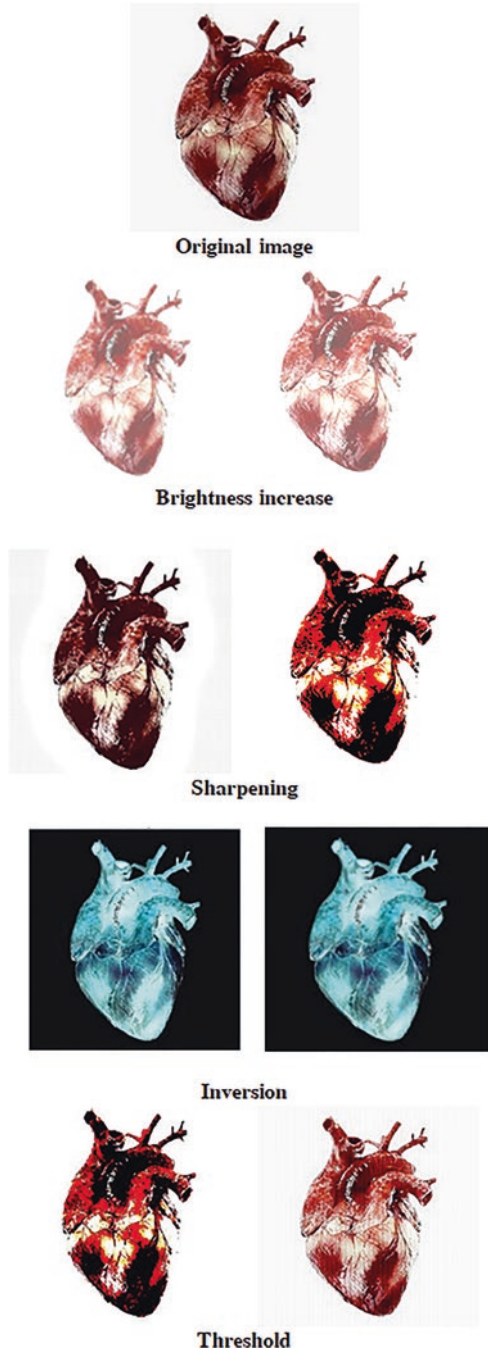 Original image
Brightness increase
Sharpening
Inversion
Threshold